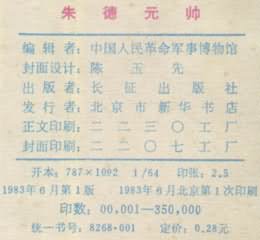 朱德元帅
编辑者:中国人民革命军事博物馆
封面设计:陈玉先
出版者:长征出版社
发行者:北京市新华书店
正文印刷:二二三〇工厂
封面印刷:二二〇七工厂
开本:787×1092 1/64 印张:2.5
1983年6月第1版 1983年6月北京第1次印刷
印数:00,001—350,000
统一书号:8268·001 定价:0.28元